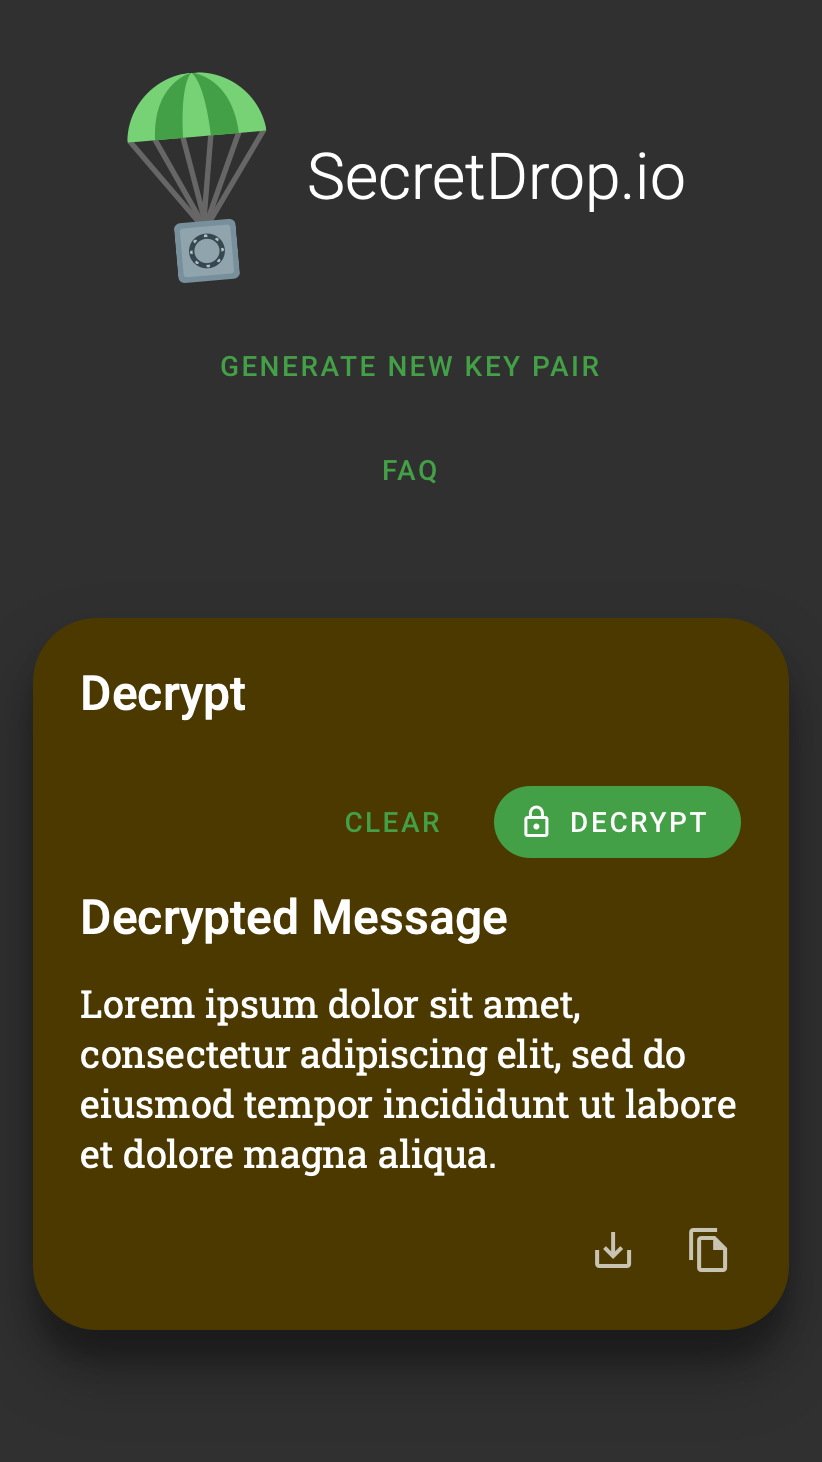 SecretDrop.io
GENERATE NEW KEY PAIR
FAQ
Decrypt
CLEAR
DECRYPT
Decrypted Message
Lorem ipsum dolor sit amet,
consectetur adipiscing elit, sed do
eiusmod tempor incididunt ut labore
et dolore magna aliqua.